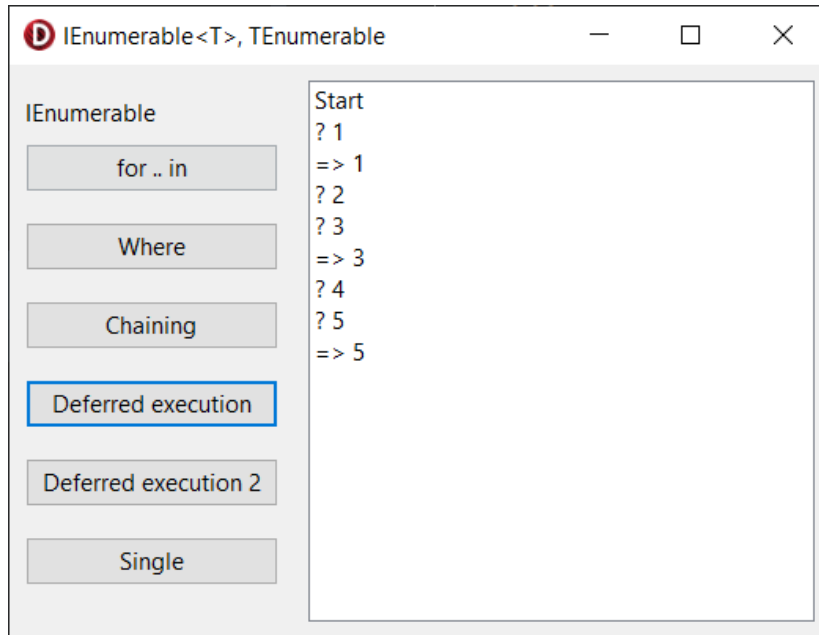 IEnumerable<T>, TEnumerable
IEnumerable
for .. in
Where
Chaining
Deferred execution
Deferred execution 2
Single
Start
? 1
=> 1
? 2
? 3
=> 3
? 4
? 5
=> 5